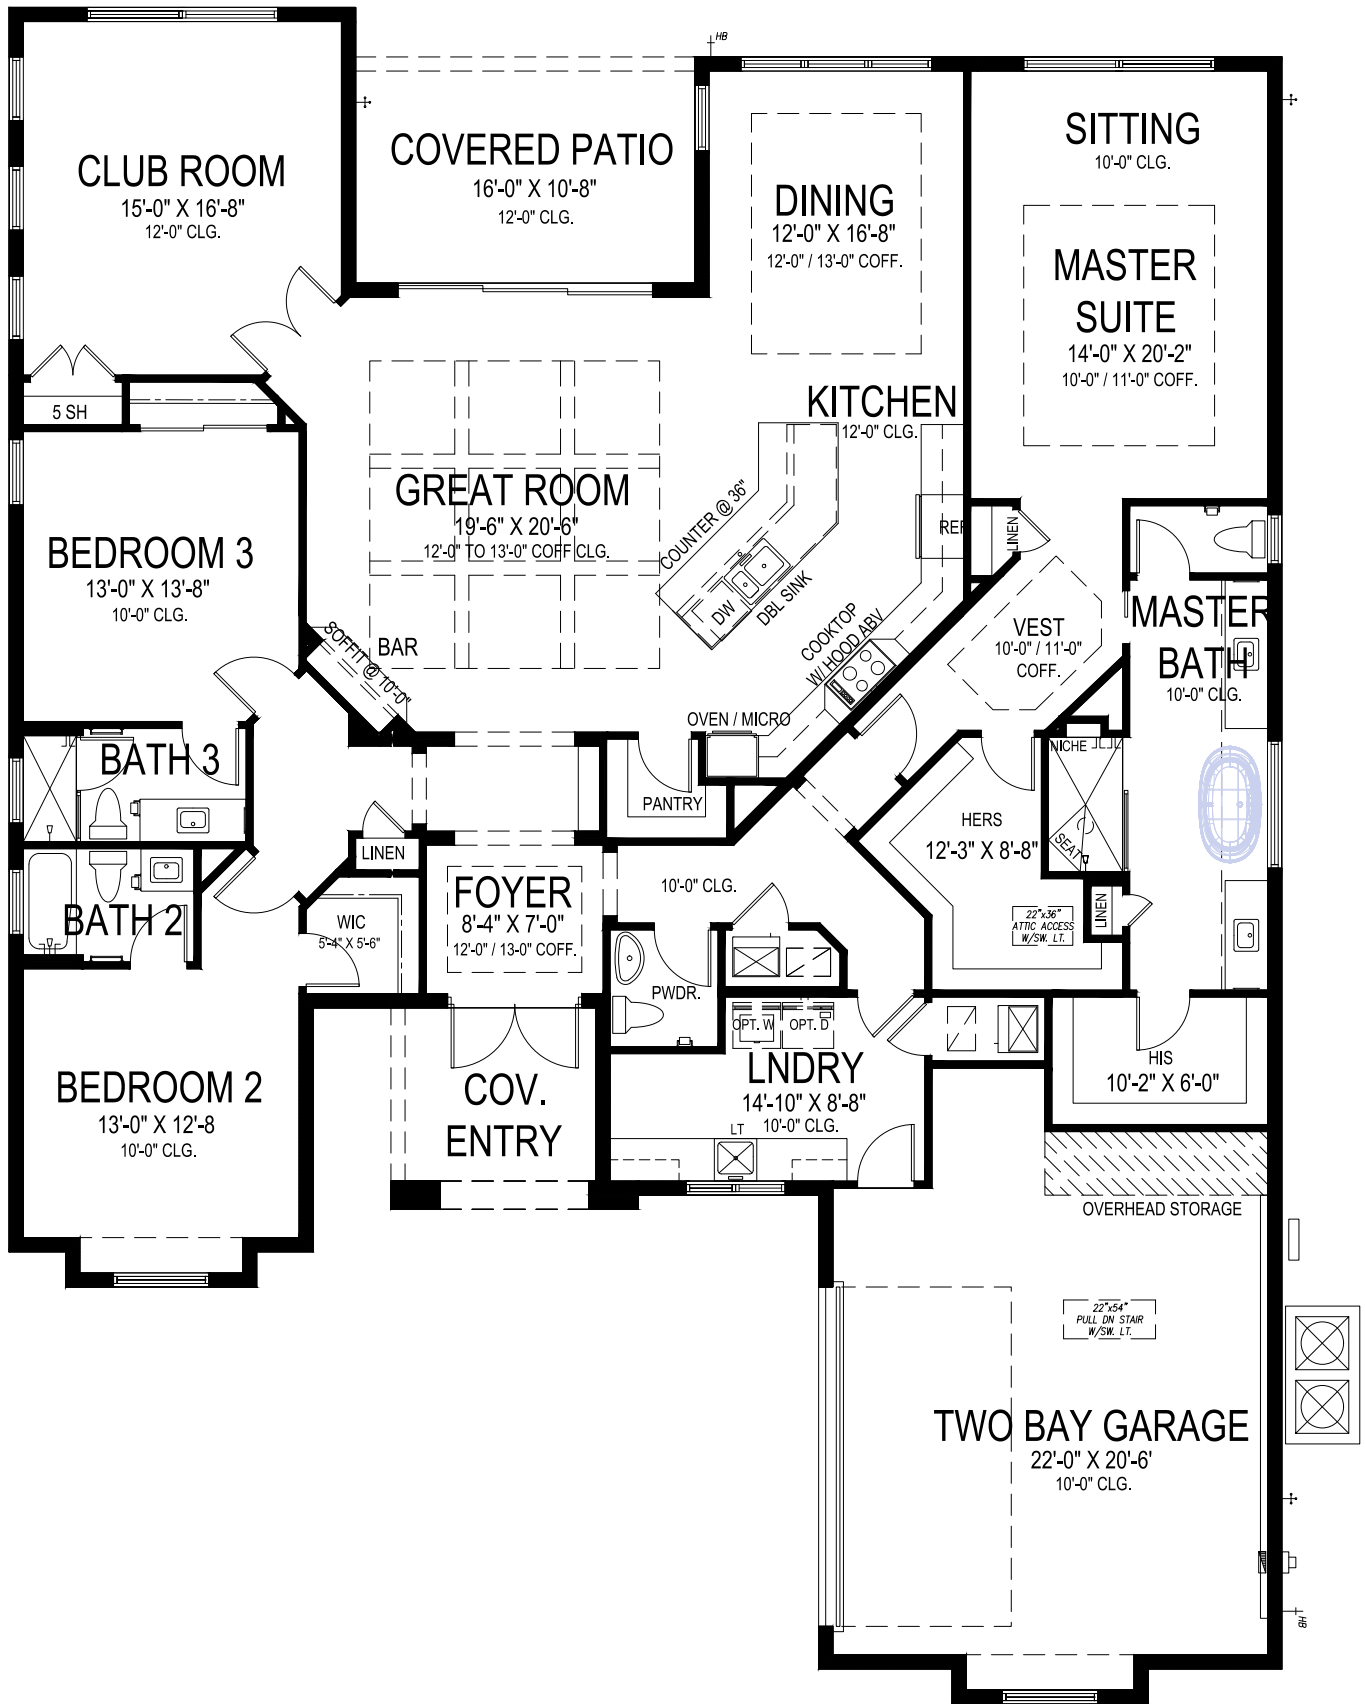 HB
CLUB ROOM
15'-0" X 16'-8"
12'-0" CLG.
COVERED PATIO
16'-0" X 10'-8"
12'-0" CLG.
DINING
12'-0" X 16'-8"
12'-0" / 13'-0" COFF.
SITTING
10'-0" CLG.
MASTER
SUITE
14'-0" X 20'-2"
10'-0" / 11'-0" COFF.
5 SH
KITCHEN
12'-0" CLG.
GREAT ROOM
19'-6" X 20'-6"
12'-0" TO 13'-0" COFF CLG.
COUNTER @ 36"
REF
LINEN
DW
DBL SINK
COOKTOP
W/ HOOD ABV
BEDROOM 3
13'-0" X 13'-8"
10'-0" CLG.
SOFFIT @ 10'-0"
BAR
VEST
10'-0" / 11'-0"
COFF.
MASTER
BATH
10'-0" CLG.
OVEN / MICRO
PANTRY
BATH 3
NICHE
SEAT
HERS
12'-3" X 8'-8"
LINEN
FOYER
8'-4" X 7'-0"
12'-0" / 13'-0" COFF.
10'-0" CLG.
BATH 2
WIC
5'-4" X 5'-6"
22"x36"
ATTIC ACCESS
W/SW. LT.
LINEN
PWDR.
OPT. W
OPT. D
LNDRY
14'-10" X 8'-8"
10'-0" CLG.
LT
HIS
10'-2" X 6'-0"
BEDROOM 2
13'-0" X 12'-8
10'-0" CLG.
COV.
ENTRY
OVERHEAD STORAGE
22"x54"
PULL DN STAIR
W/SW. LT.
TWO BAY GARAGE
22'-0" X 20'-6'
10'-0" CLG.
HB